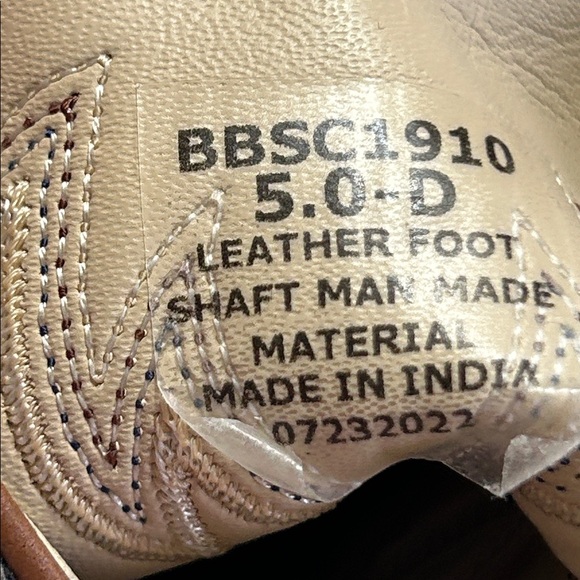 BBSC1910
5.0-D
LEATHER FOOT
SHAFT MAN MADE
MATERIAL
MADE IN INDIA
07232022